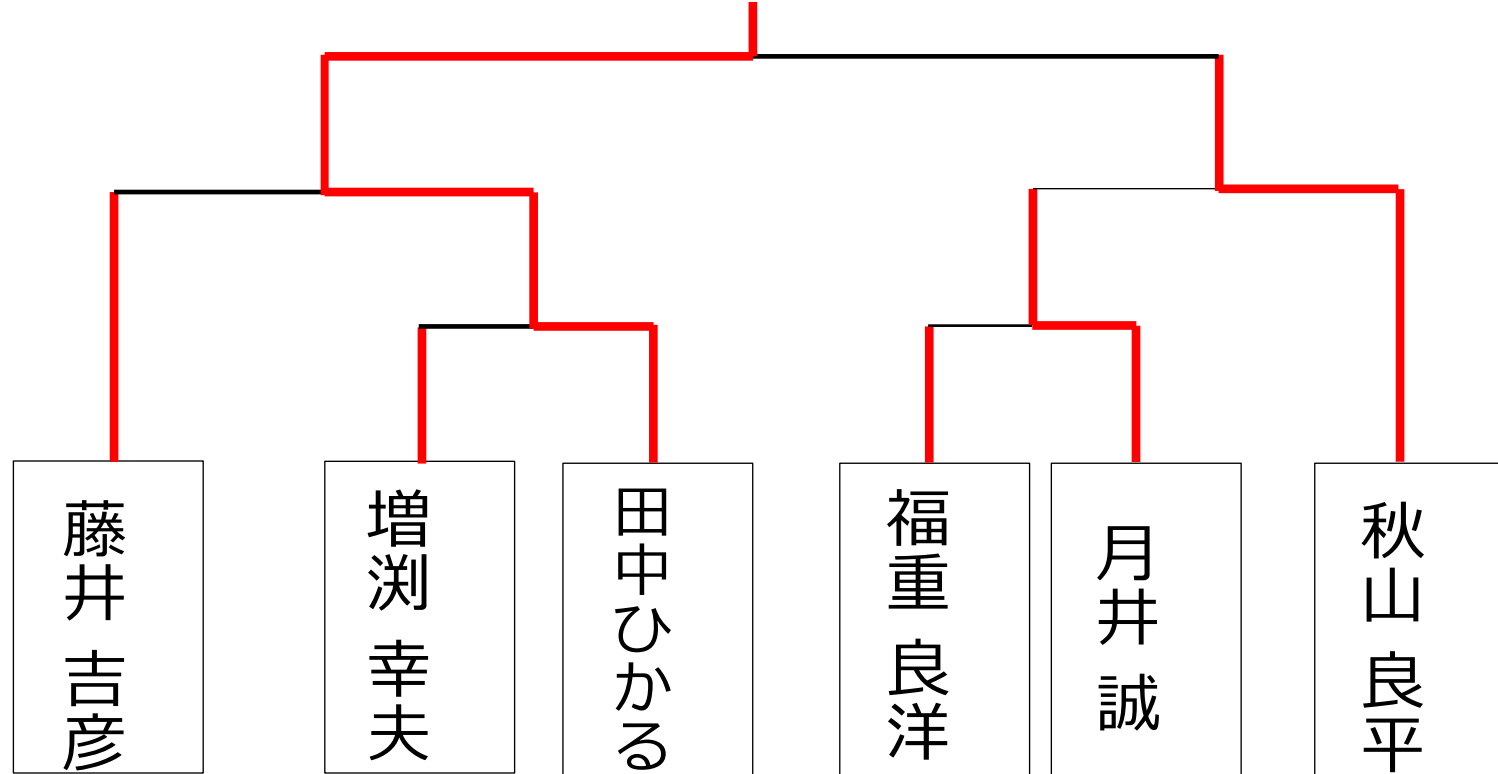 藤井 吉彦
増渕 幸夫
田中ひかる
福重 良洋
月井 誠
秋山 良平